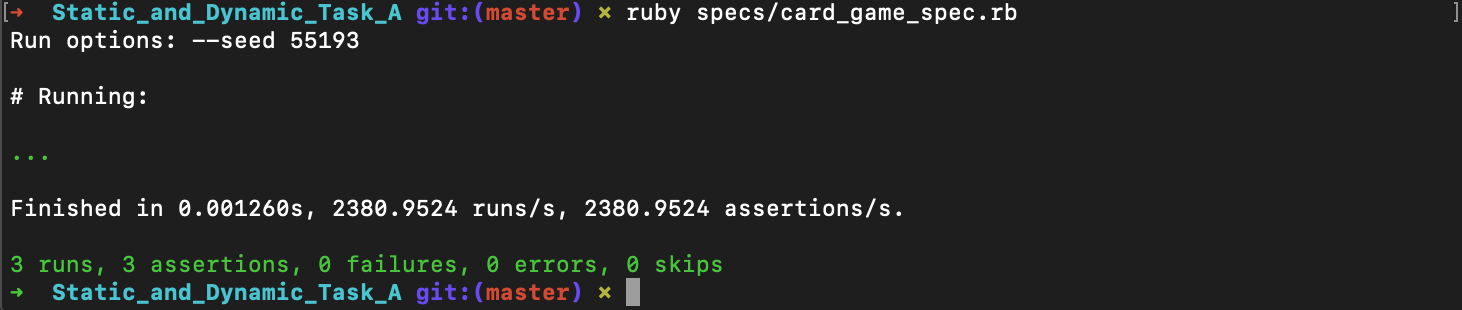 [➜  Static_and_Dynamic_Task_A git:(master) ✗ ruby specs/card_game_spec.rb ]
Run options: --seed 55193
# Running:
...
Finished in 0.001260s, 2380.9524 runs/s, 2380.9524 assertions/s.
3 runs, 3 assertions, 0 failures, 0 errors, 0 skips
➜  Static_and_Dynamic_Task_A git:(master) ✗